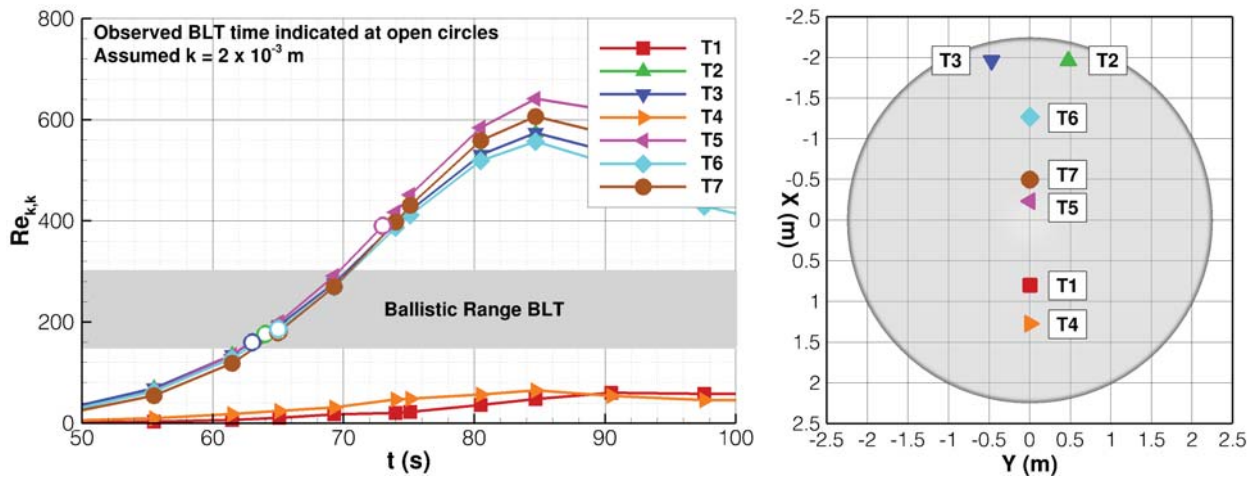 Observed BLT time indicated at open circles
Assumed k = 2 x 10⁻³ m
800
600
400
200
0
Re_k,k
50
60
70
80
90
100
t (s)
Ballistic Range BLT
T1
T2
T3
T4
T5
T6
T7
-2.5
-2
-1.5
-1
-0.5
0
0.5
1
1.5
2
2.5
X (m)
T3
T2
T6
T7
T5
T1
T4
-2.5 -2 -1.5 -1 -0.5 0 0.5 1 1.5 2 2.5
Y (m)